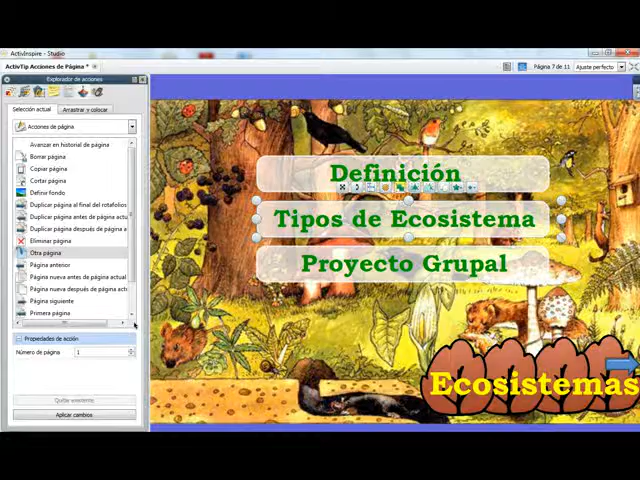 ActivInspire - Studio
ActivTip Acciones de Página *
Página 7 de 11
Ajuste perfecto
Explorador de acciones
Selección actual
Arrastrar y colocar
Acciones de página
Avanzar en historial de página
Borrar página
Copiar página
Cortar página
Definir fondo
Duplicar página al final del rotafolios
Duplicar página antes de página actu
Duplicar página después de página a
Eliminar página
Otra página
Página anterior
Página nueva antes de página actual
Página nueva después de página act
Página siguiente
Primera página
Propiedades de acción
Número de página
1
Aplicar cambios
Definición
Tipos de Ecosistema
Proyecto Grupal
Ecosistemas